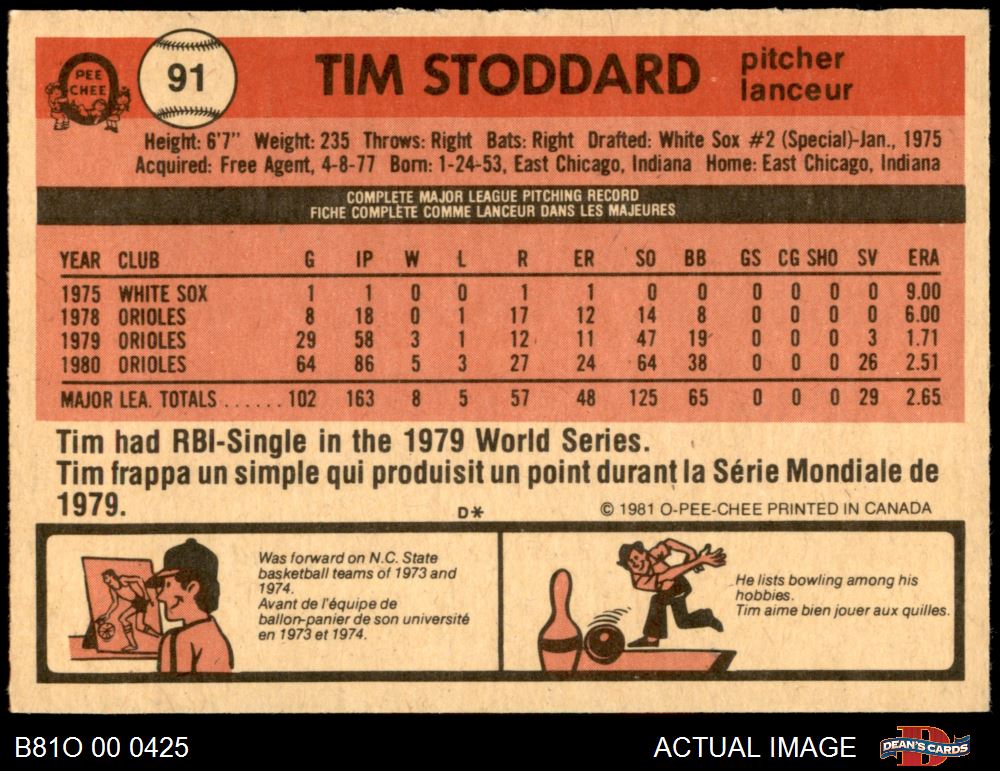 PEE
CHEE
91
TIM STODDARD
pitcher
lanceur
Height: 6'7" Weight: 235 Throws: Right Bats: Right Drafted: White Sox #2 (Special)-Jan., 1975
Acquired: Free Agent, 4-8-77 Born: 1-24-53, East Chicago, Indiana Home: East Chicago, Indiana
COMPLETE MAJOR LEAGUE PITCHING RECORD
FICHE COMPLÈTE COMME LANCEUR DANS LES MAJEURES
YEAR CLUB G IP W L R ER SO BB GS CG SHO SV ERA
1975 WHITE SOX 1 1 0 0 1 1 0 0 0 0 0 0 9.00
1978 ORIOLES 8 18 0 1 17 12 14 8 0 0 0 0 6.00
1979 ORIOLES 29 58 3 1 12 11 47 19 0 0 0 3 1.71
1980 ORIOLES 64 86 5 3 27 24 64 38 0 0 0 26 2.51
MAJOR LEA. TOTALS ...... 102 163 8 5 57 48 125 65 0 0 0 29 2.65
Tim had RBI-Single in the 1979 World Series.
Tim frappa un simple qui produisit un point durant la Série Mondiale de
1979.
D* © 1981 O-PEE-CHEE PRINTED IN CANADA
Was forward on N.C. State
basketball teams of 1973 and
1974.
Avant de l'équipe de
ballon-panier de son université
en 1973 et 1974.
He lists bowling among his
hobbies.
Tim aime bien jouer aux quilles.
B81O 00 0425
ACTUAL IMAGE
DEAN'S CARDS